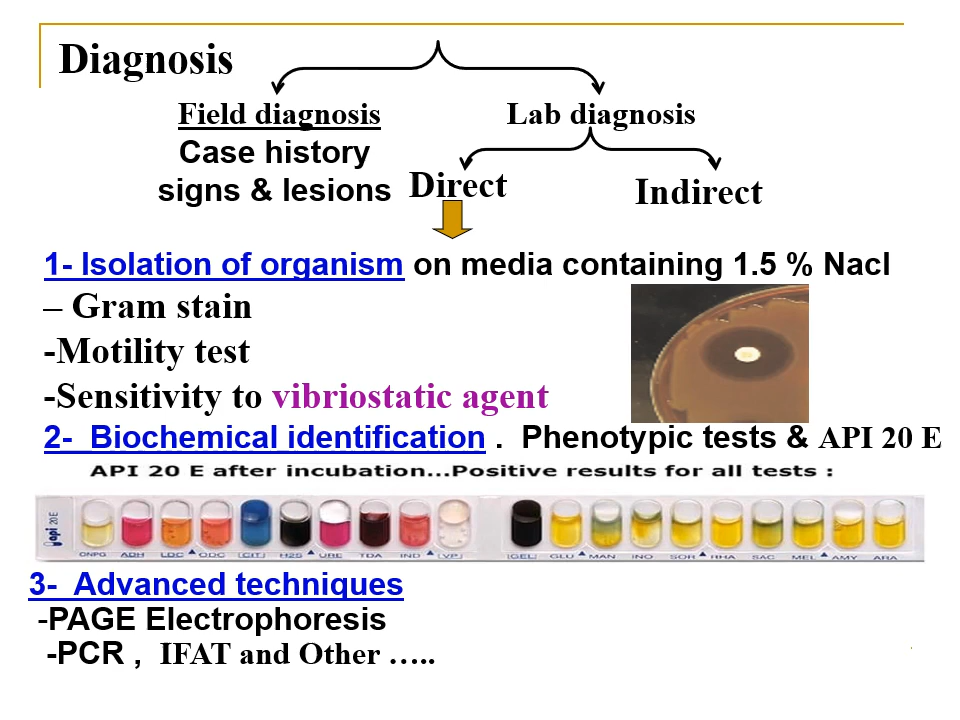 Diagnosis
Field diagnosis
Lab diagnosis
Case history
signs & lesions
Direct
Indirect
1- Isolation of organism on media containing 1.5 % Nacl
– Gram stain
-Motility test
-Sensitivity to vibriostatic agent
2- Biochemical identification . Phenotypic tests & API 20 E
API 20 E after incubation...Positive results for all tests :
api 20 E
ONPG ADH LDC ODC |CIT| H2S URE TDA IND |VP| |GEL| GLU MAN INO SOR RHA SAC MEL AMY ARA
3- Advanced techniques
-PAGE Electrophoresis
-PCR , IFAT and Other …..